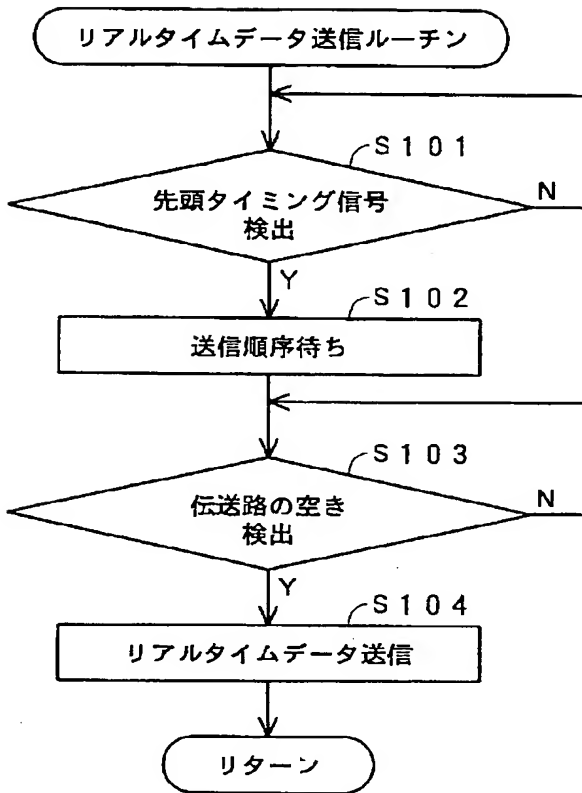 リアルタイムデータ送信ルーチン
S101
先頭タイミング信号
検出
N
Y
S102
送信順序待ち
S103
伝送路の空き
検出
N
Y
S104
リアルタイムデータ送信
リターン